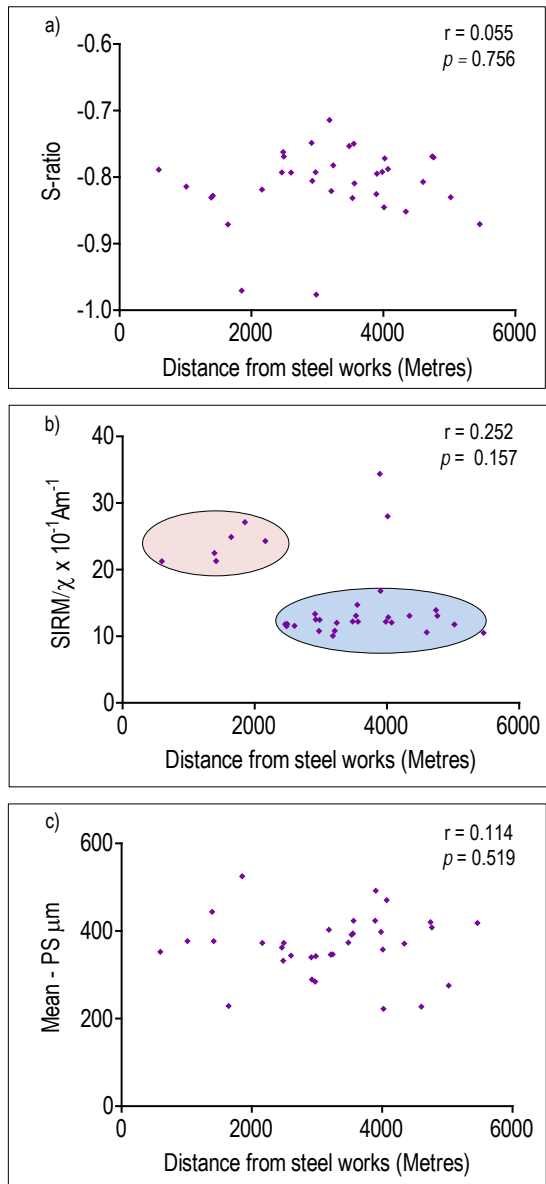 a)
r = 0.055
p = 0.756
-0.6
-0.7
-0.8
-0.9
-1.0
S-ratio
0 2000 4000 6000
Distance from steel works (Metres)
b)
r = 0.252
p = 0.157
40
30
20
10
0
SIRM/χ x 10⁻¹Am⁻¹
0 2000 4000 6000
Distance from steel works (Metres)
c)
r = 0.114
p = 0.519
600
400
200
0
Mean - PS μm
0 2000 4000 6000
Distance from steel works (Metres)